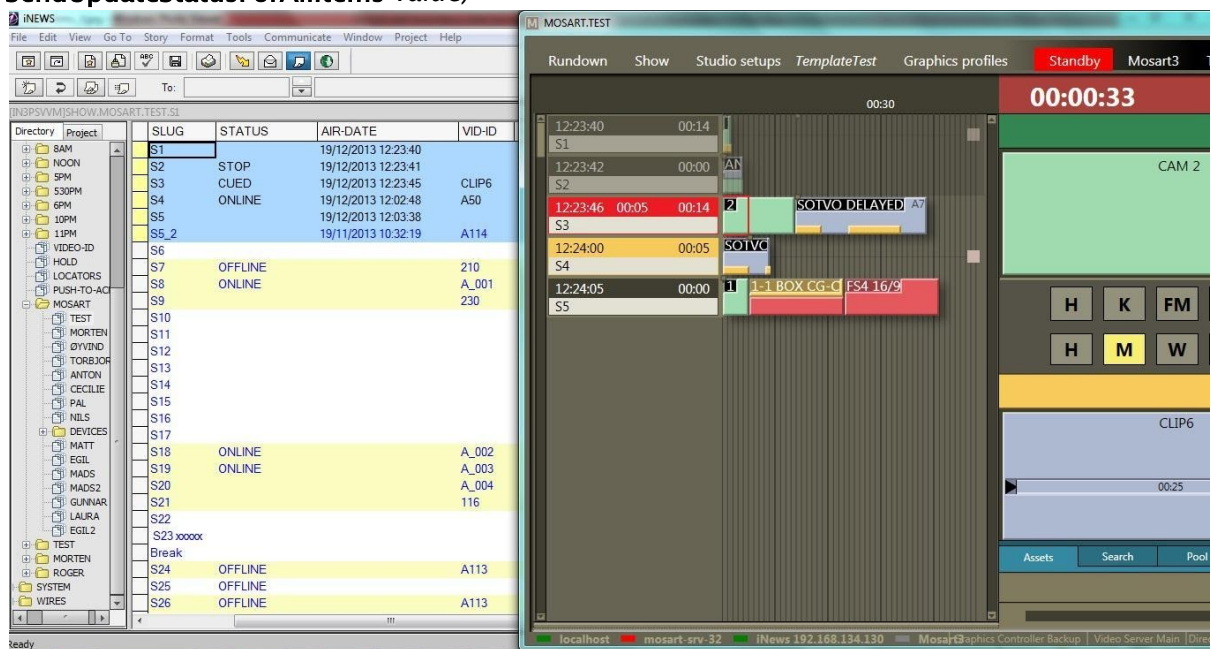 iNEWS
File Edit View Go To Story Format Tools Communicate Window Project Help
To:
Directory Project
8AM
NOON
5PM
530PM
6PM
10PM
11PM
VIDEO-ID
HOLD
LOCATORS
PUSH-TO-AC
MOSART
TEST
MORTEN
ØYVIND
TORBJOR
ANTON
CECILIE
PAL
NILS
DEVICES
MATT
EGIL
MADS
MADS2
GUNNAR
LAURA
EGIL2
TEST
MORTEN
ROGER
SYSTEM
WIRES
SLUG STATUS AIR-DATE VID-ID
S1 19/12/2013 12:23:40
S2 STOP 19/12/2013 12:23:41
S3 CUED 19/12/2013 12:23:45 CLIP6
S4 ONLINE 19/12/2013 12:02:48 A50
S5 19/12/2013 12:03:38
S5_2 19/11/2013 10:32:19 A114
S6
S7 OFFLINE 210
S8 ONLINE A_001
S9 230
S10
S11
S12
S13
S14
S15
S16
S17
S18 ONLINE A_002
S19 ONLINE A_003
S20 A_004
S21 116
S22
S23 xxxxx
Break
S24 OFFLINE A113
S25 OFFLINE
S26 OFFLINE A113
Ready
MOSART.TEST
Rundown Show Studio setups TemplateTest Graphics profiles Standby Mosart3
00:30
00:00:33
12:23:40 00:14
S1
12:23:42 00:00 AN
S2
12:23:46 00:05 00:14 2 SOTVO DELAYED A7
S3
12:24:00 00:05 SOTVO
S4
12:24:05 00:00 1 1-1 BOX CG-C FS4 16/9
S5
CAM 2
H K FM
H M W
CLIP6
00:25
Assets Search Pool
localhost mosart-srv-32 iNews 192.168.134.130 Controller Backup | Video Server Main